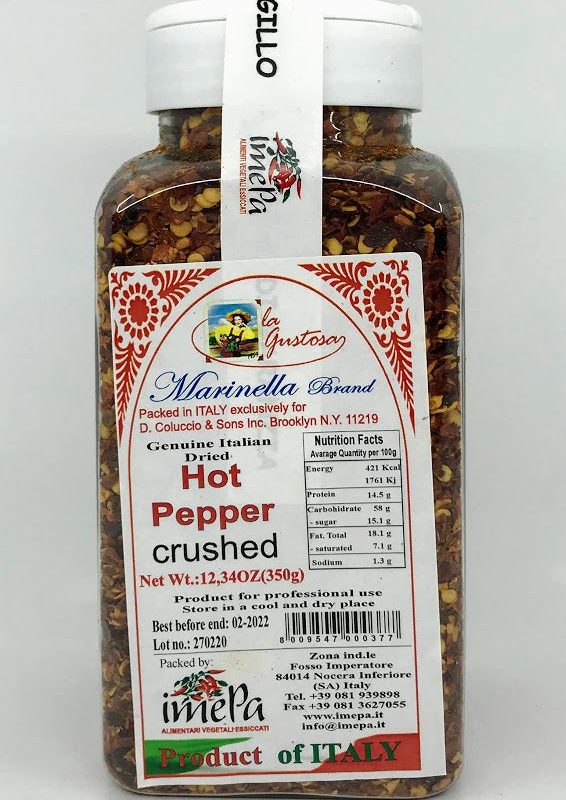 GILLO
imepa
ALIMENTI VEGETALI ESSICCATI
la
Gustosa
Marinella Brand
Packed in ITALY exclusively for
D. Coluccio & Sons Inc. Brooklyn N.Y. 11219
Genuine Italian
Dried
Hot
Pepper
crushed
Net Wt.:12,34OZ(350g)
Nutrition Facts
Avarage Quantity per 100g
Energy 421 Kcal
1761 Kj
Protein 14.5 g
Carbohidrate 58 g
- sugar 15.1 g
Fat. Total 18.1 g
- saturated 7.1 g
Sodium 1.3 g
Product for professional use
Store in a cool and dry place
Best before end: 02-2022
Lot no.: 270220
8 009547 000377
Packed by:
imepa
ALIMENTARI VEGETALI ESSICCATI
Zona ind.le
Fosso Imperatore
84014 Nocera Inferiore
(SA) Italy
Tel. +39 081 939898
Fax +39 081 3627055
www.imepa.it
info@imepa.it
Product of ITALY